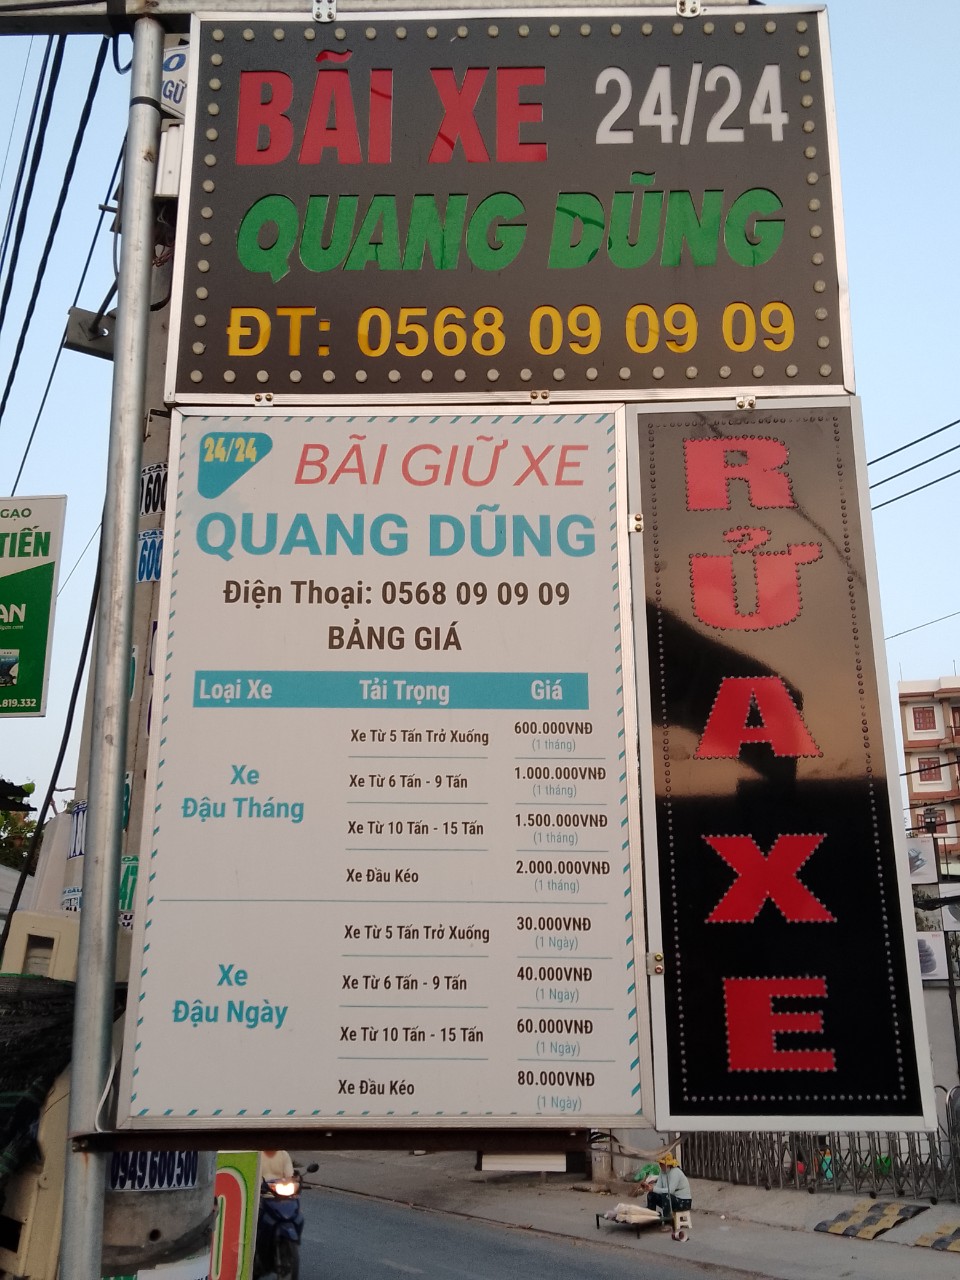 BÃI XE 24/24
QUANG DŨNG
ĐT: 0568 09 09 09
24/24
BÃI GIỮ XE
QUANG DŨNG
Điện Thoại: 0568 09 09 09
BẢNG GIÁ
Loại Xe Tải Trọng Giá
Xe Đậu Tháng
Xe Từ 5 Tấn Trở Xuống 600.000VNĐ
(1 tháng)
Xe Từ 6 Tấn - 9 Tấn 1.000.000VNĐ
(1 tháng)
Xe Từ 10 Tấn - 15 Tấn 1.500.000VNĐ
(1 tháng)
Xe Đầu Kéo 2.000.000VNĐ
(1 tháng)
Xe Đậu Ngày
Xe Từ 5 Tấn Trở Xuống 30.000VNĐ
(1 Ngày)
Xe Từ 6 Tấn - 9 Tấn 40.000VNĐ
(1 Ngày)
Xe Từ 10 Tấn - 15 Tấn 60.000VNĐ
(1 Ngày)
Xe Đầu Kéo 80.000VNĐ
(1 Ngày)
RỬA XE
GẠO
TIẾN
AN
.819.332
NGỮ
0949 600 500